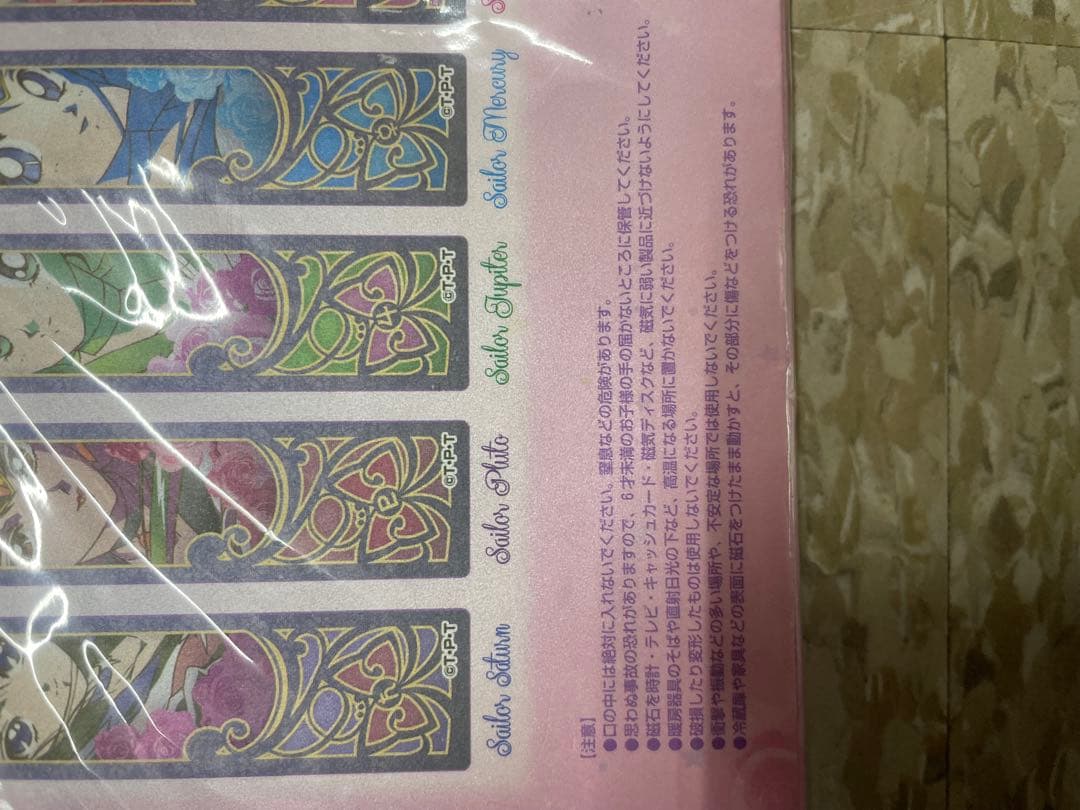 ©T・P・T
Sailor Mercury
©T・P・T
Sailor Jupiter
©T・P・T
Sailor Pluto
©T・P・T
Sailor Saturn
【注意】
●口の中には絶対に入れないでください。窒息などの危険があります。
●思わぬ事故の恐れがありますので、6才未満のお子様の手の届かないところに保管してください。
●磁石を時計・テレビ・キャッシュカード・磁気ディスクなど、磁気に弱い製品に近づけないようにしてください。
●暖房器具のそばや直射日光の下など、高温になる場所に置かないでください。
●破損したり変形したものは使用しないでください。
●衝撃や振動などの多い場所や、不安定な場所では使用しないでください。
●冷蔵庫や家具などの表面に磁石をつけたまま動かすと、その部分に傷などをつける恐れがあります。